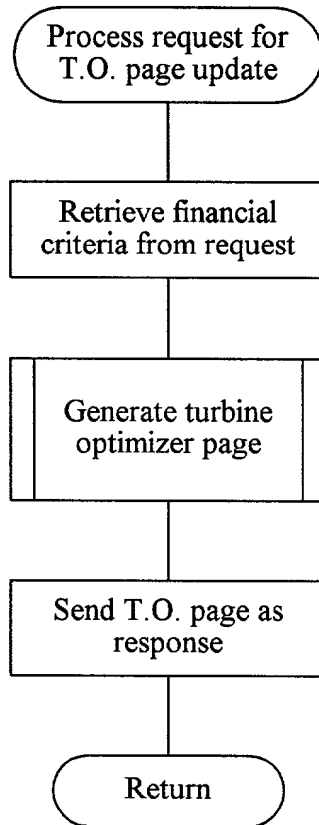 Process request for
T.O. page update
Retrieve financial
criteria from request
Generate turbine
optimizer page
Send T.O. page as
response
Return